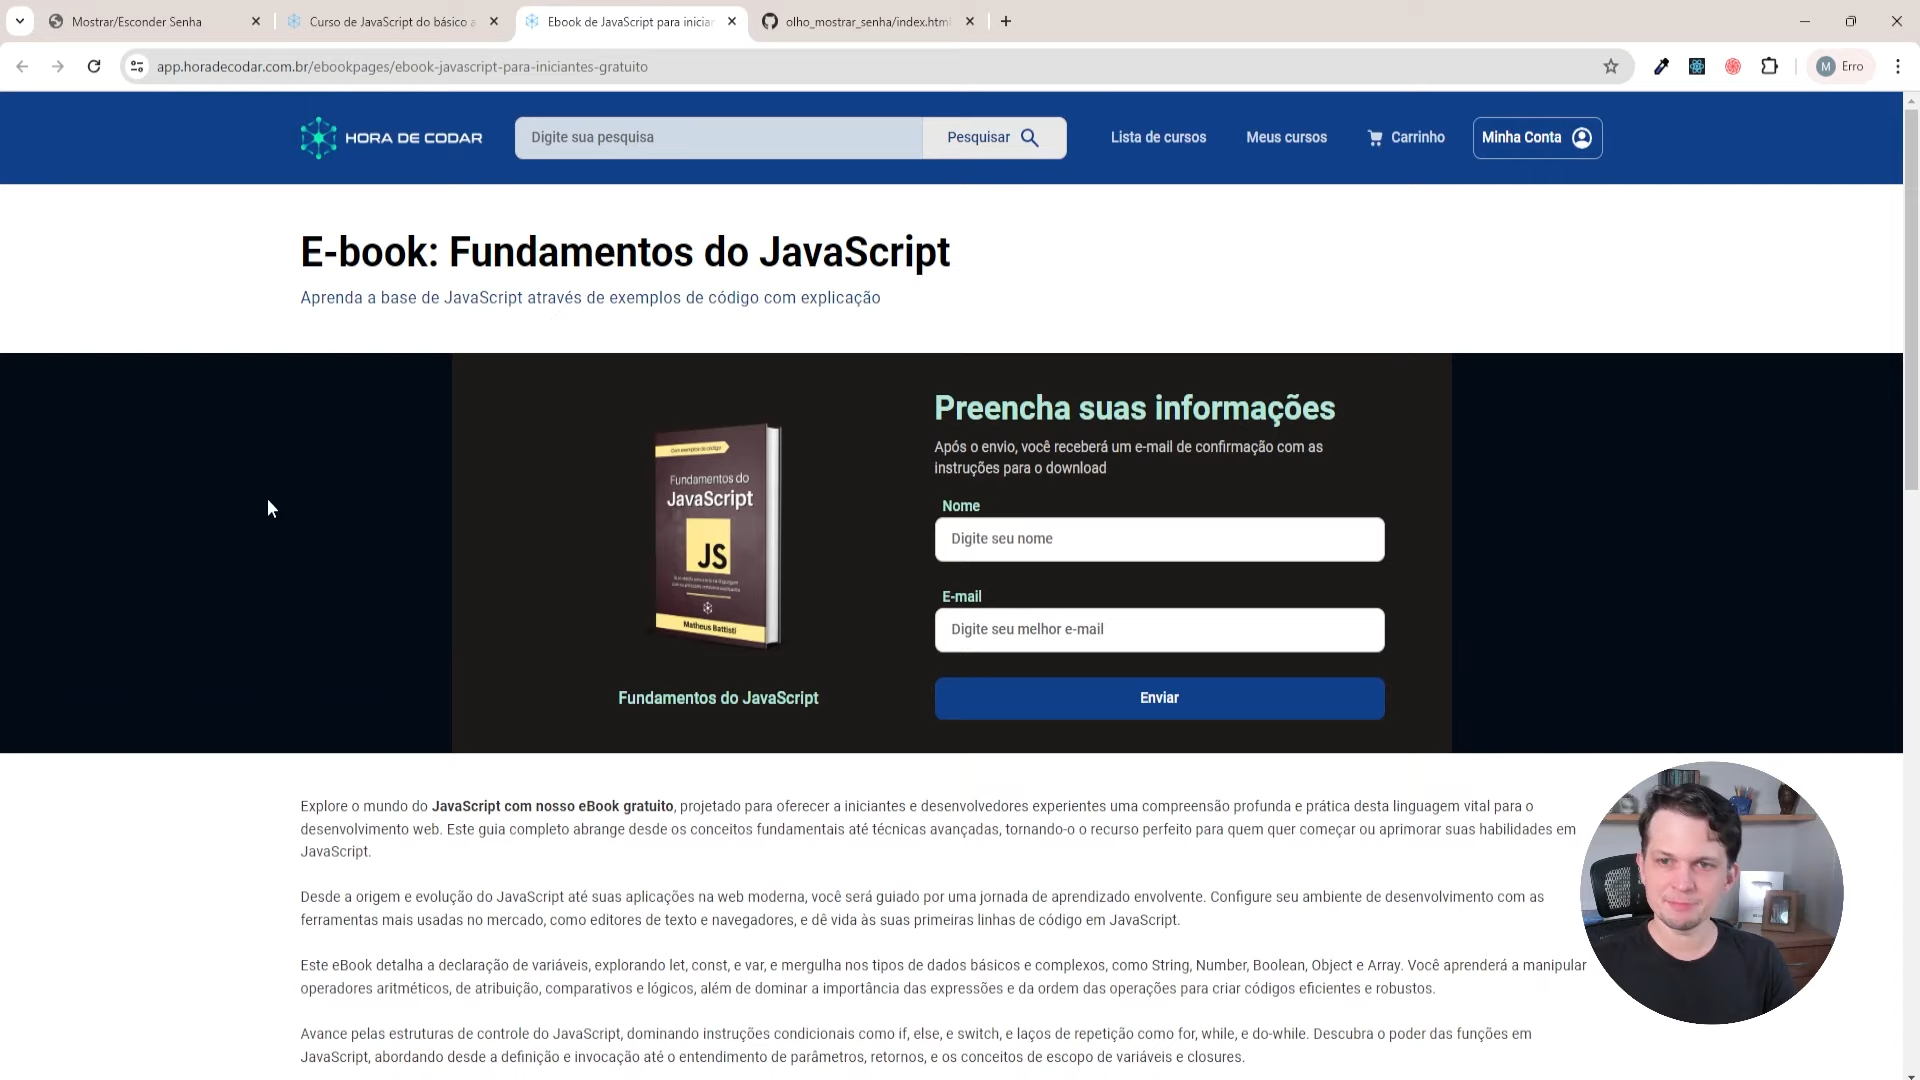 Mostrar/Esconder Senha
Curso de JavaScript do básico a
Ebook de JavaScript para iniciar
olho_mostrar_senha/index.html
app.horadecodar.com.br/ebookpages/ebook-javascript-para-iniciantes-gratuito
M Erro
HORA DE CODAR
Digite sua pesquisa
Pesquisar
Lista de cursos
Meus cursos
Carrinho
Minha Conta
E-book: Fundamentos do JavaScript
Aprenda a base de JavaScript através de exemplos de código com explicação
Com exemplos de código
Fundamentos do
JavaScript
JS
Matheus Battisti
Fundamentos do JavaScript
Preencha suas informações
Após o envio, você receberá um e-mail de confirmação com as
instruções para o download
Nome
Digite seu nome
E-mail
Digite seu melhor e-mail
Enviar
Explore o mundo do JavaScript com nosso eBook gratuito, projetado para oferecer a iniciantes e desenvolvedores experientes uma compreensão profunda e prática desta linguagem vital para o
desenvolvimento web. Este guia completo abrange desde os conceitos fundamentais até técnicas avançadas, tornando-o o recurso perfeito para quem quer começar ou aprimorar suas habilidades em
JavaScript.
Desde a origem e evolução do JavaScript até suas aplicações na web moderna, você será guiado por uma jornada de aprendizado envolvente. Configure seu ambiente de desenvolvimento com as
ferramentas mais usadas no mercado, como editores de texto e navegadores, e dê vida às suas primeiras linhas de código em JavaScript.
Este eBook detalha a declaração de variáveis, explorando let, const, e var, e mergulha nos tipos de dados básicos e complexos, como String, Number, Boolean, Object e Array. Você aprenderá a manipular
operadores aritméticos, de atribuição, comparativos e lógicos, além de dominar a importância das expressões e da ordem das operações para criar códigos eficientes e robustos.
Avance pelas estruturas de controle do JavaScript, dominando instruções condicionais como if, else, e switch, e laços de repetição como for, while, e do-while. Descubra o poder das funções em
JavaScript, abordando desde a definição e invocação até o entendimento de parâmetros, retornos, e os conceitos de escopo de variáveis e closures.